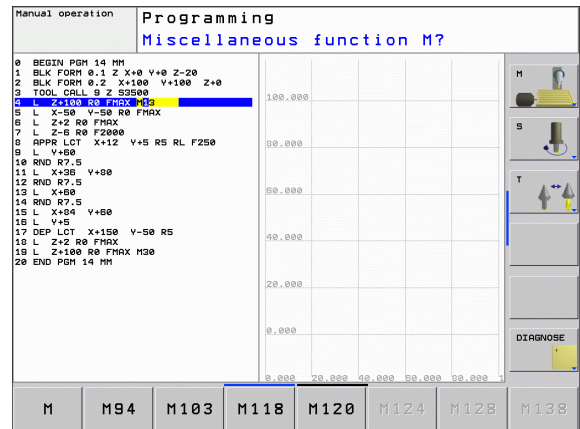 Manual operation
Programming
Miscellaneous function M?
0 BEGIN PGM 14 MM
1 BLK FORM 0.1 Z X+0 Y+0 Z-20
2 BLK FORM 0.2 X+100 Y+100 Z+0
3 TOOL CALL 9 Z S3500
4 L Z+100 R0 FMAX M13
5 L X-50 Y-50 R0 FMAX
6 L Z+2 R0 FMAX
7 L Z-6 R0 F2000
8 APPR LCT X+12 Y+5 R5 RL F250
9 L Y+60
10 RND R7.5
11 L X+36 Y+80
12 RND R7.5
13 L X+60
14 RND R7.5
15 L X+84 Y+60
16 L Y+5
17 DEP LCT X+150 Y-50 R5
18 L Z+2 R0 FMAX
19 L Z+100 R0 FMAX M30
20 END PGM 14 MM
100.000
80.000
60.000
40.000
20.000
0.000
0.000 20.000 40.000 60.000 80.000 1
M
S
T
DIAGNOSE
M M94 M103 M118 M120 M124 M128 M138